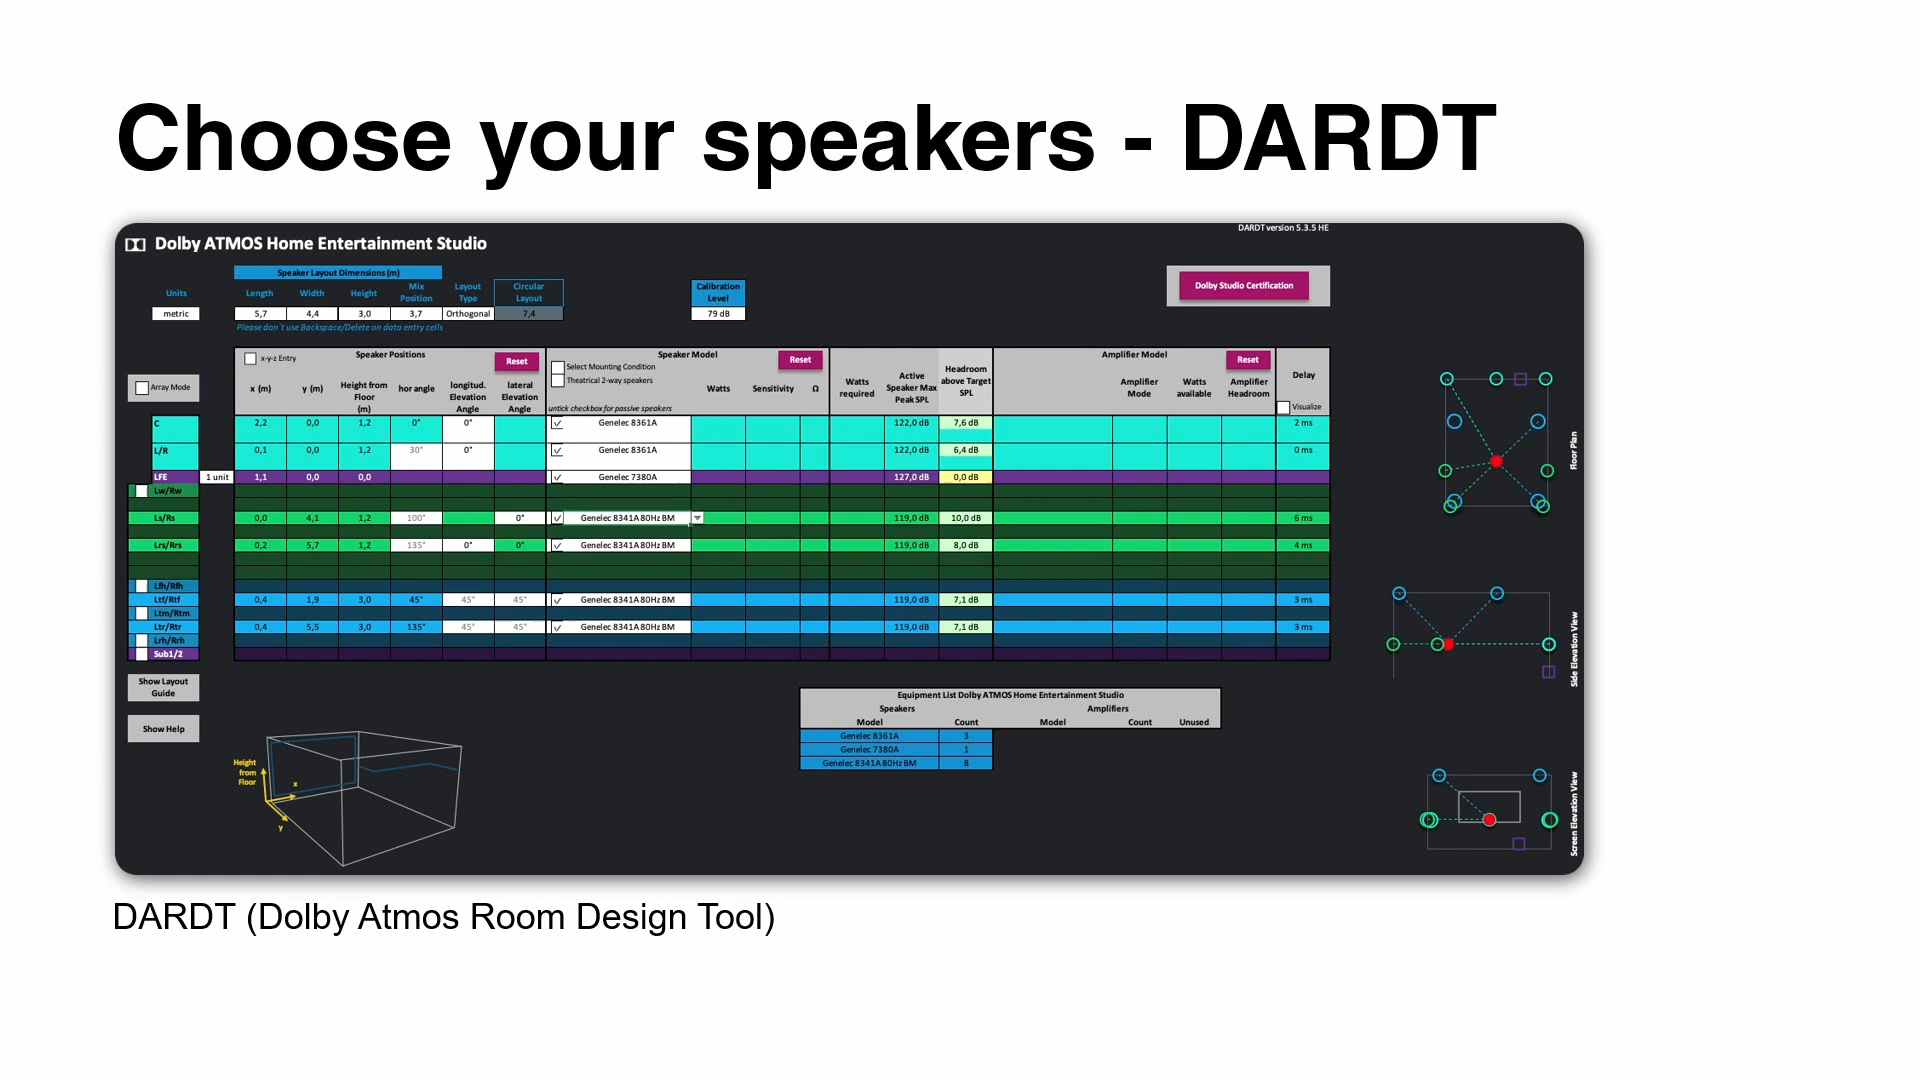 Choose your speakers - DARDT
DARDT version 5.3.5 HE
Dolby ATMOS Home Entertainment Studio
Speaker Layout Dimensions (m)
Units Length Width Height Mix Position Layout Type Circular Layout Calibration Level
Dolby Studio Certification
metric 5,7 4,4 3,0 3,7 Orthogonal 7,4 79 dB
Please don´t use Backspace/Delete on data entry cells
x-y-z Entry Speaker Positions Reset Speaker Model Reset Amplifier Model Reset
Select Mounting Condition
Theatrical 2-way speakers
Array Mode
x (m) y (m) Height from Floor (m) hor angle longitud. Elevation Angle lateral Elevation Angle Watts Sensitivity Ω Watts required Active Speaker Max Peak SPL Headroom above Target SPL Amplifier Mode Watts available Amplifier Headroom Delay
untick checkbox for passive speakers
Visualize
C 2,2 0,0 1,2 0° 0° Genelec 8361A 122,0 dB 7,6 dB 2 ms
L/R 0,1 0,0 1,2 30° 0° Genelec 8361A 122,0 dB 6,4 dB 0 ms
LFE 1 unit 1,1 0,0 0,0 Genelec 7380A 127,0 dB 0,0 dB
Lw/Rw
Ls/Rs 0,0 4,1 1,2 100° 0° Genelec 8341A 80Hz BM 119,0 dB 10,0 dB 6 ms
Lrs/Rrs 0,2 5,7 1,2 135° 0° 0° Genelec 8341A 80Hz BM 119,0 dB 8,0 dB 4 ms
Lfh/Rfh
Ltf/Rtf 0,4 1,9 3,0 45° 45° 45° Genelec 8341A 80Hz BM 119,0 dB 7,1 dB 3 ms
Ltm/Rtm
Ltr/Rtr 0,4 5,5 3,0 135° 45° 45° Genelec 8341A 80Hz BM 119,0 dB 7,1 dB 3 ms
Lrh/Rrh
Sub1/2
Show Layout Guide
Show Help
Height from Floor
x
y
Equipment List Dolby ATMOS Home Entertainment Studio
Speakers Amplifiers
Model Count Model Count Unused
Genelec 8361A 3
Genelec 7380A 1
Genelec 8341A 80Hz BM 8
Floor Plan
Side Elevation View
Screen Elevation View
DARDT (Dolby Atmos Room Design Tool)